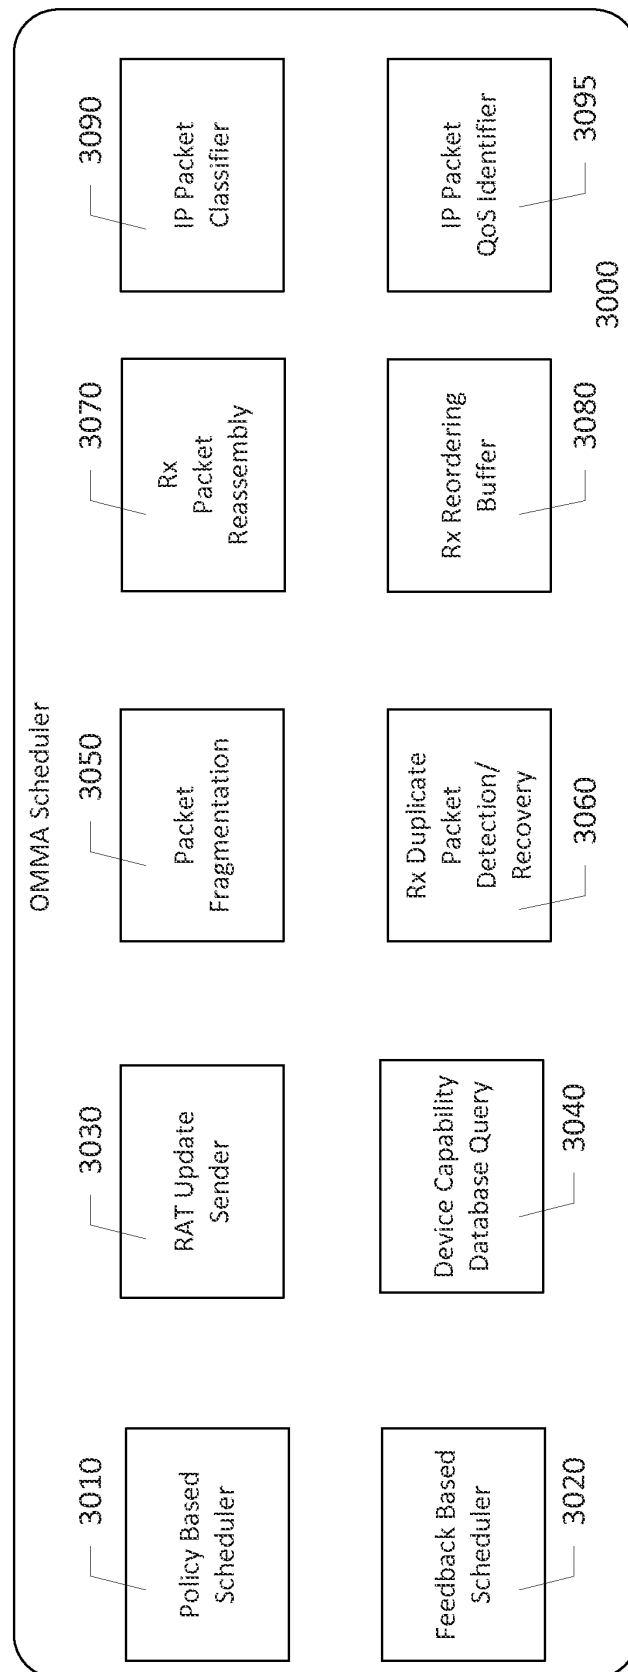 OMMA Scheduler
3010
Policy Based
Scheduler
3030
RAT Update
Sender
3050
Packet
Fragmentation
3070
Rx
Packet
Reassembly
3090
IP Packet
Classifier
Feedback Based
Scheduler
3020
Device Capability
Database Query
3040
Rx Duplicate
Packet
Detection/
Recovery
3060
Rx Reordering
Buffer
3080
IP Packet
QoS Identifier
3095
3000